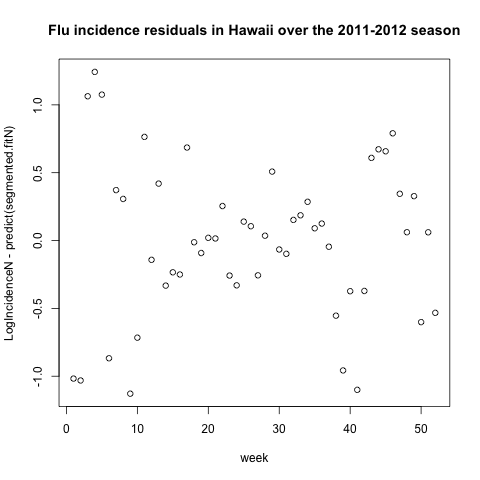 Flu incidence residuals in Hawaii over the 2011-2012 season
LogIncidenceN - predict(segmented.fitN)
1.0
0.5
0.0
-0.5
-1.0
0 10 20 30 40 50
week